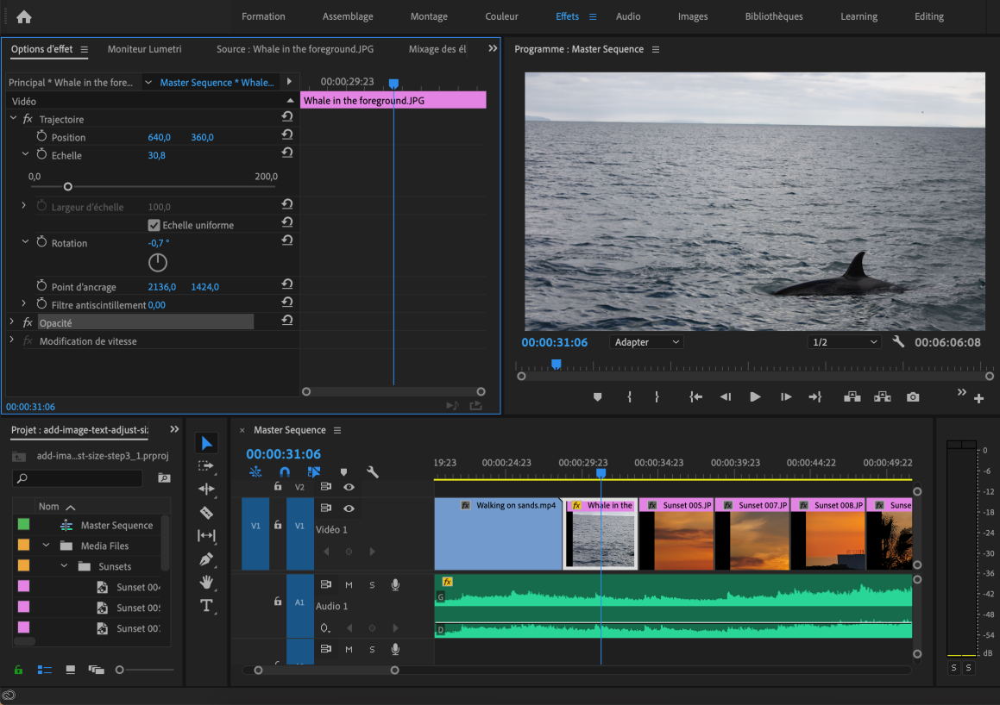 Formation Assemblage Montage Couleur Effets Audio Images Bibliothèques Learning Editing
Options d'effet Moniteur Lumetri Source : Whale in the foreground.JPG Mixage des él
Programme : Master Sequence
Principal * Whale in the fore... Master Sequence * Whale...
00:00:29:23
Vidéo
Whale in the foreground.JPG
fx Trajectoire
Position 640,0 360,0
Echelle 30,8
0,0 200,0
Largeur d'échelle 100,0
Echelle uniforme
Rotation -0,7 °
Point d'ancrage 2136,0 1424,0
Filtre antiscintillement 0,00
fx Opacité
fx Modification de vitesse
00:00:31:06
00:00:31:06 Adapter 1/2 00:06:06:08
Projet : add-image-text-adjust-siz
add-ima...st-size-step3_1.prproj
Nom
Master Sequence
Media Files
Sunsets
Sunset 004
Sunset 005
Sunset 007
T
Master Sequence
00:00:31:06
19:23 00:00:24:23 00:00:29:23 00:00:34:23 00:00:39:23 00:00:44:22 00:00:49:22
V2
V1 V1
Vidéo 1
fx Walking on sands.mp4 fx Whale in the fx Sunset 005.JP fx Sunset 007.JP fx Sunset 008.JP fx Sunse
A1 M S
Audio 1
fx
G
D
M S
0
-6
-12
-18
-24
-30
-36
-42
-48
-54
dB
S S